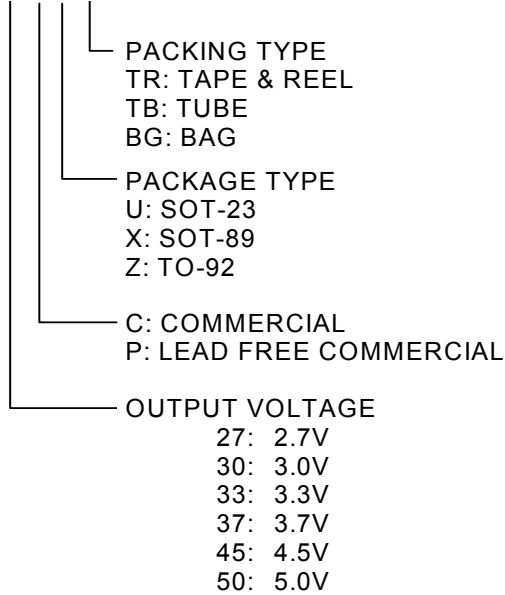 PACKING TYPE
TR: TAPE & REEL
TB: TUBE
BG: BAG
PACKAGE TYPE
U: SOT-23
X: SOT-89
Z: TO-92
C: COMMERCIAL
P: LEAD FREE COMMERCIAL
OUTPUT VOLTAGE
27: 2.7V
30: 3.0V
33: 3.3V
37: 3.7V
45: 4.5V
50: 5.0V